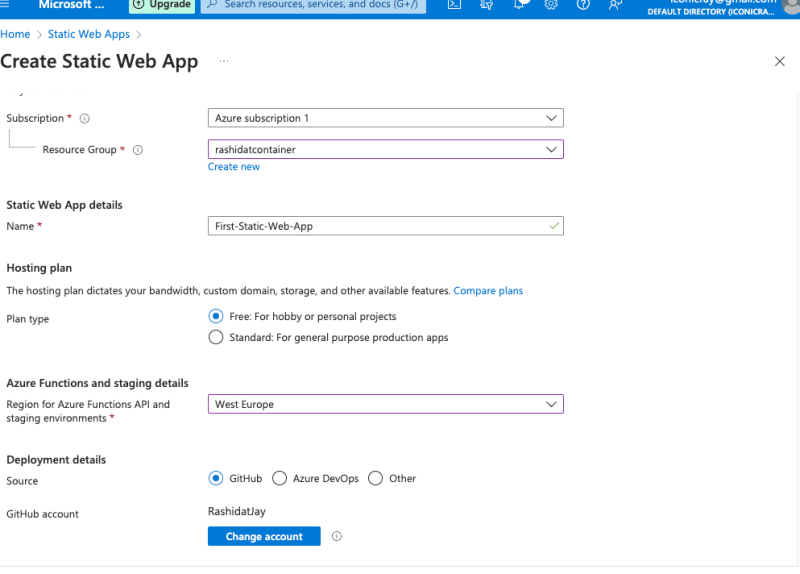 Microsoft ...
Upgrade
Search resources, services, and docs (G+/)
DEFAULT DIRECTORY (ICONICRA...
Home > Static Web Apps >
Create Static Web App ...
Subscription *
Azure subscription 1
Resource Group *
rashidatcontainer
Create new
Static Web App details
Name *
First-Static-Web-App
Hosting plan
The hosting plan dictates your bandwidth, custom domain, storage, and other available features. Compare plans
Plan type
Free: For hobby or personal projects
Standard: For general purpose production apps
Azure Functions and staging details
Region for Azure Functions API and
staging environments *
West Europe
Deployment details
Source
GitHub
Azure DevOps
Other
GitHub account
RashidatJay
Change account